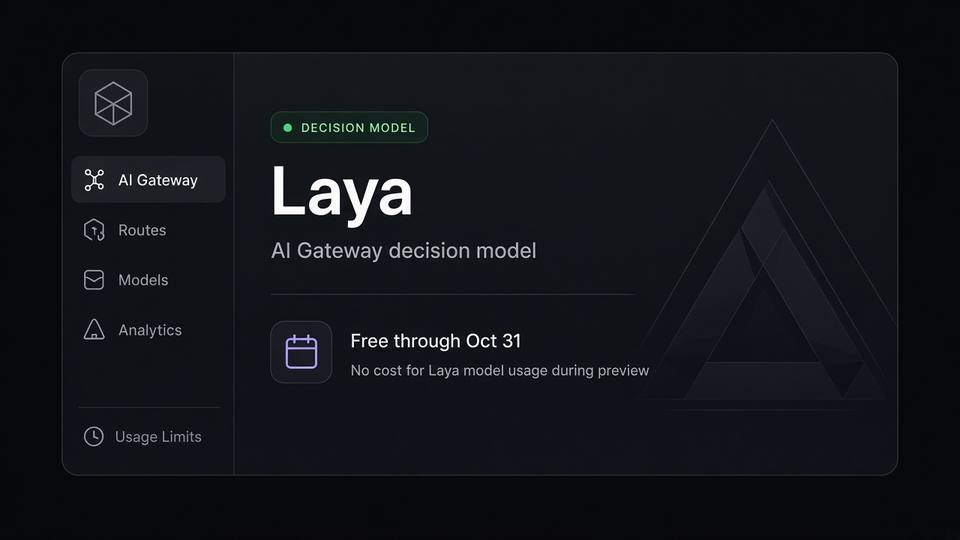 AI Gateway
Routes
Models
Analytics
Usage Limits
DECISION MODEL
Laya
AI Gateway decision model
Free through Oct 31
No cost for Laya model usage during preview